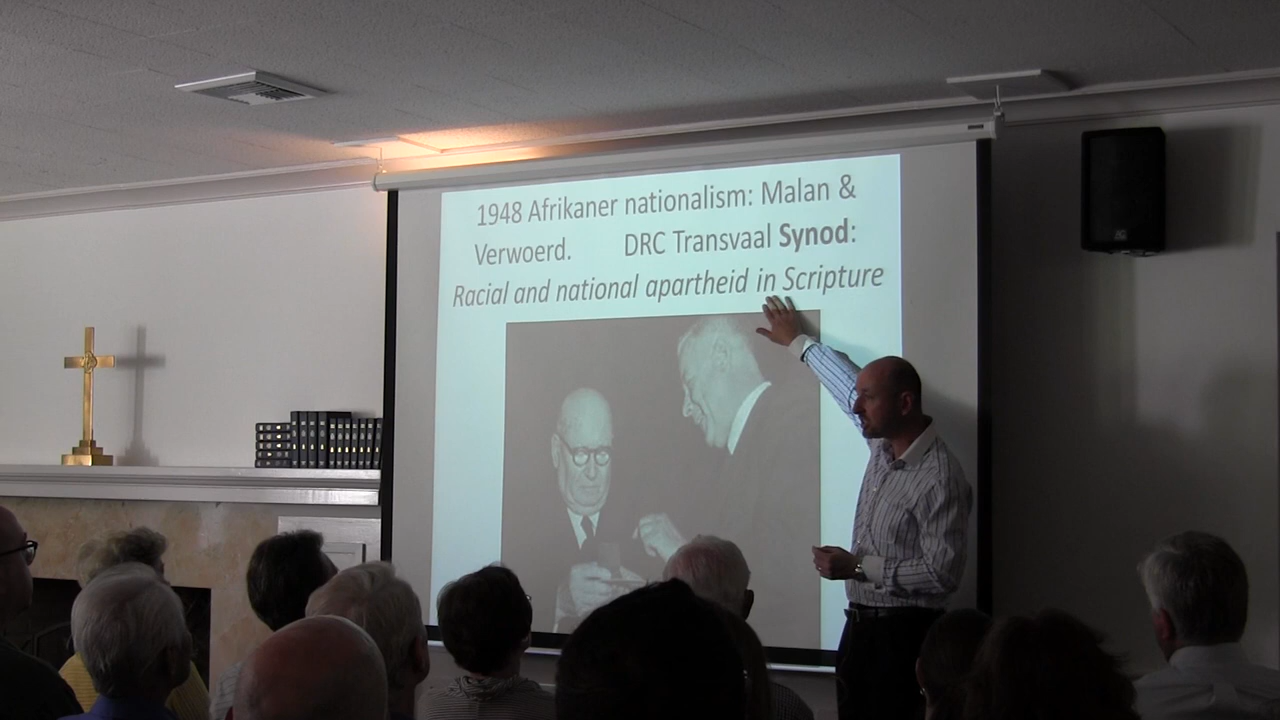 1948 Afrikaner nationalism: Malan &
Verwoerd. DRC Transvaal Synod:
Racial and national apartheid in Scripture